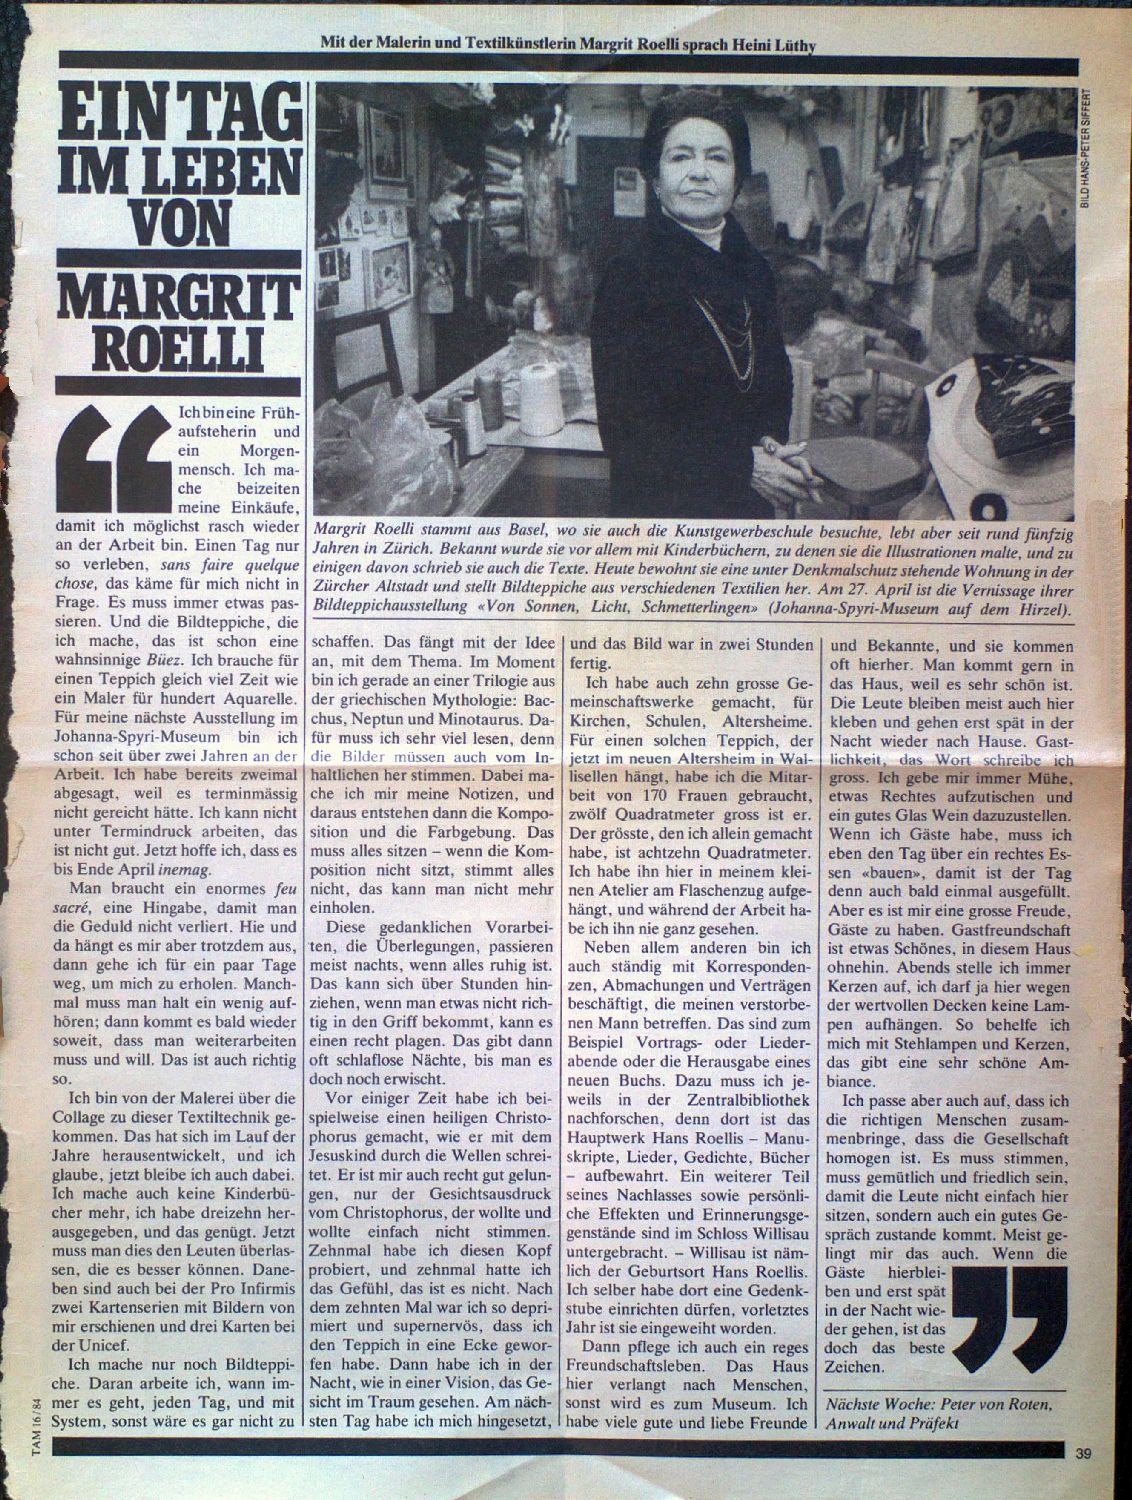 Mit der Malerin und Textilkünstlerin Margrit Roelli sprach Heini Lüthy
EIN TAG
IM LEBEN
VON
MARGRIT
ROELLI
BILD HANS-PETER SIFFERT
Margrit Roelli stammt aus Basel, wo sie auch die Kunstgewerbeschule besuchte, lebt aber seit rund fünfzig
Jahren in Zürich. Bekannt wurde sie vor allem mit Kinderbüchern, zu denen sie die Illustrationen malte, und zu
einigen davon schrieb sie auch die Texte. Heute bewohnt sie eine unter Denkmalschutz stehende Wohnung in der
Zürcher Altstadt und stellt Bildteppiche aus verschiedenen Textilien her. Am 27. April ist die Vernissage ihrer
Bildteppichausstellung «Von Sonnen, Licht, Schmetterlingen» (Johanna-Spyri-Museum auf dem Hirzel).
“
Ich bin eine Früh-
aufsteherin und
ein Morgen-
mensch. Ich ma-
che beizeiten
meine Einkäufe,
damit ich möglichst rasch wieder
an der Arbeit bin. Einen Tag nur
so verleben, sans faire quelque
chose, das käme für mich nicht in
Frage. Es muss immer etwas pas-
sieren. Und die Bildteppiche, die
ich mache, das ist schon eine
wahnsinnige Büez. Ich brauche für
einen Teppich gleich viel Zeit wie
ein Maler für hundert Aquarelle.
Für meine nächste Ausstellung im
Johanna-Spyri-Museum bin ich
schon seit über zwei Jahren an der
Arbeit. Ich habe bereits zweimal
abgesagt, weil es terminmässig
nicht gereicht hätte. Ich kann nicht
unter Termindruck arbeiten, das
ist nicht gut. Jetzt hoffe ich, dass es
bis Ende April inemag.
Man braucht ein enormes feu
sacré, eine Hingabe, damit man
die Geduld nicht verliert. Hie und
da hängt es mir aber trotzdem aus,
dann gehe ich für ein paar Tage
weg, um mich zu erholen. Manch-
mal muss man halt ein wenig auf-
hören; dann kommt es bald wieder
soweit, dass man weiterarbeiten
muss und will. Das ist auch richtig
so.
Ich bin von der Malerei über die
Collage zu dieser Textiltechnik ge-
kommen. Das hat sich im Lauf der
Jahre herausentwickelt, und ich
glaube, jetzt bleibe ich auch dabei.
Ich mache auch keine Kinderbü-
cher mehr, ich habe dreizehn her-
ausgegeben, und das genügt. Jetzt
muss man dies den Leuten überlas-
sen, die es besser können. Dane-
ben sind auch bei der Pro Infirmis
zwei Kartenserien mit Bildern von
mir erschienen und drei Karten bei
der Unicef.
Ich mache nur noch Bildteppi-
che. Daran arbeite ich, wann im-
mer es geht, jeden Tag, und mit
System, sonst wäre es gar nicht zu
schaffen. Das fängt mit der Idee
an, mit dem Thema. Im Moment
bin ich gerade an einer Trilogie aus
der griechischen Mythologie: Bac-
chus, Neptun und Minotaurus. Da-
für muss ich sehr viel lesen, denn
die Bilder müssen auch vom In-
haltlichen her stimmen. Dabei ma-
che ich mir meine Notizen, und
daraus entstehen dann die Kompo-
sition und die Farbgebung. Das
muss alles sitzen – wenn die Kom-
position nicht sitzt, stimmt alles
nicht, das kann man nicht mehr
einholen.
Diese gedanklichen Vorarbei-
ten, die Überlegungen, passieren
meist nachts, wenn alles ruhig ist.
Das kann sich über Stunden hin-
ziehen, wenn man etwas nicht rich-
tig in den Griff bekommt, kann es
einen recht plagen. Das gibt dann
oft schlaflose Nächte, bis man es
doch noch erwischt.
Vor einiger Zeit habe ich bei-
spielweise einen heiligen Christo-
phorus gemacht, wie er mit dem
Jesuskind durch die Wellen schrei-
tet. Er ist mir auch recht gut gelun-
gen, nur der Gesichtsausdruck
vom Christophorus, der wollte und
wollte einfach nicht stimmen.
Zehnmal habe ich diesen Kopf
probiert, und zehnmal hatte ich
das Gefühl, das ist es nicht. Nach
dem zehnten Mal war ich so depri-
miert und supernervös, dass ich
den Teppich in eine Ecke gewor-
fen habe. Dann habe ich in der
Nacht, wie in einer Vision, das Ge-
sicht im Traum gesehen. Am näch-
sten Tag habe ich mich hingesetzt,
und das Bild war in zwei Stunden
fertig.
Ich habe auch zehn grosse Ge-
meinschaftswerke gemacht, für
Kirchen, Schulen, Altersheime.
Für einen solchen Teppich, der
jetzt im neuen Altersheim in Wal-
lisellen hängt, habe ich die Mitar-
beit von 170 Frauen gebraucht,
zwölf Quadratmeter gross ist er.
Der grösste, den ich allein gemacht
habe, ist achtzehn Quadratmeter.
Ich habe ihn hier in meinem klei-
nen Atelier am Flaschenzug aufge-
hängt, und während der Arbeit ha-
be ich ihn nie ganz gesehen.
Neben allem anderen bin ich
auch ständig mit Korresponden-
zen, Abmachungen und Verträgen
beschäftigt, die meinen verstorbe-
nen Mann betreffen. Das sind zum
Beispiel Vortrags- oder Lieder-
abende oder die Herausgabe eines
neuen Buchs. Dazu muss ich je-
weils in der Zentralbibliothek
nachforschen, denn dort ist das
Hauptwerk Hans Roellis – Manu-
skripte, Lieder, Gedichte, Bücher
– aufbewahrt. Ein weiterer Teil
seines Nachlasses sowie persönli-
che Effekten und Erinnerungsge-
genstände sind im Schloss Willisau
untergebracht. – Willisau ist näm-
lich der Geburtsort Hans Roellis.
Ich selber habe dort eine Gedenk-
stube einrichten dürfen, vorletztes
Jahr ist sie eingeweiht worden.
Dann pflege ich auch ein reges
Freundschaftsleben. Das Haus
hier verlangt nach Menschen,
sonst wird es zum Museum. Ich
habe viele gute und liebe Freunde
und Bekannte, und sie kommen
oft hierher. Man kommt gern in
das Haus, weil es sehr schön ist.
Die Leute bleiben meist auch hier
kleben und gehen erst spät in der
Nacht wieder nach Hause. Gast-
lichkeit, das Wort schreibe ich
gross. Ich gebe mir immer Mühe,
etwas Rechtes aufzutischen und
ein gutes Glas Wein dazuzustellen.
Wenn ich Gäste habe, muss ich
eben den Tag über ein rechtes Es-
sen «bauen», damit ist der Tag
denn auch bald einmal ausgefüllt.
Aber es ist mir eine grosse Freude,
Gäste zu haben. Gastfreundschaft
ist etwas Schönes, in diesem Haus
ohnehin. Abends stelle ich immer
Kerzen auf, ich darf ja hier wegen
der wertvollen Decken keine Lam-
pen aufhängen. So behelfe ich
mich mit Stehlampen und Kerzen,
das gibt eine sehr schöne Am-
biance.
Ich passe aber auch auf, dass ich
die richtigen Menschen zusam-
menbringe, dass die Gesellschaft
homogen ist. Es muss stimmen,
muss gemütlich und friedlich sein,
damit die Leute nicht einfach hier
sitzen, sondern auch ein gutes Ge-
spräch zustande kommt. Meist ge-
lingt mir das auch. Wenn die
Gäste hierblei-
ben und erst spät
in der Nacht wie-
der gehen, ist das
doch das beste
Zeichen.
”
Nächste Woche: Peter von Roten,
Anwalt und Präfekt
TAM 16/84
39